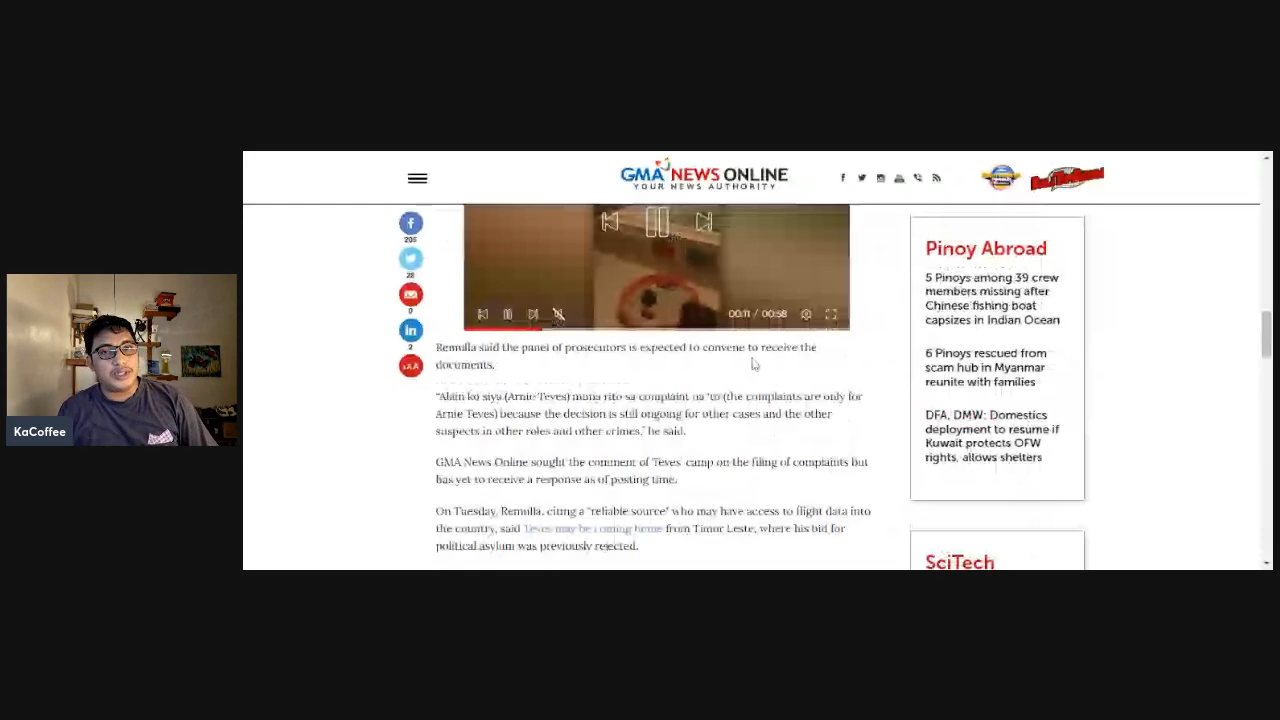 GMA NEWS ONLINE
YOUR NEWS AUTHORITY
205
28
0
2
AAA
00:11 / 00:58
Remulla said the panel of prosecutors is expected to convene to receive the
documents.
(Arnie Teves) muna rito sa complaint na 'to (the complaints are only for
Arnie Teves) because the decision is still ongoing for other cases and the other
suspects in other roles and other crimes," he said.
GMA News Online sought the comment of Teves' camp on the filing of complaints but
has yet to receive a response as of posting time.
On Tuesday, Remulla, citing a "reliable source" who may have access to flight data into
the country, said Teves may be coming home from Timor Leste, where his bid for
political asylum was previously rejected.
Pinoy Abroad
5 Pinoys among 39 crew
members missing after
Chinese fishing boat
capsizes in Indian Ocean
6 Pinoys rescued from
scam hub in Myanmar
reunite with families
DFA, DMW: Domestics
deployment to resume if
Kuwait protects OFW
rights, allows shelters
SciTech
KaCoffee